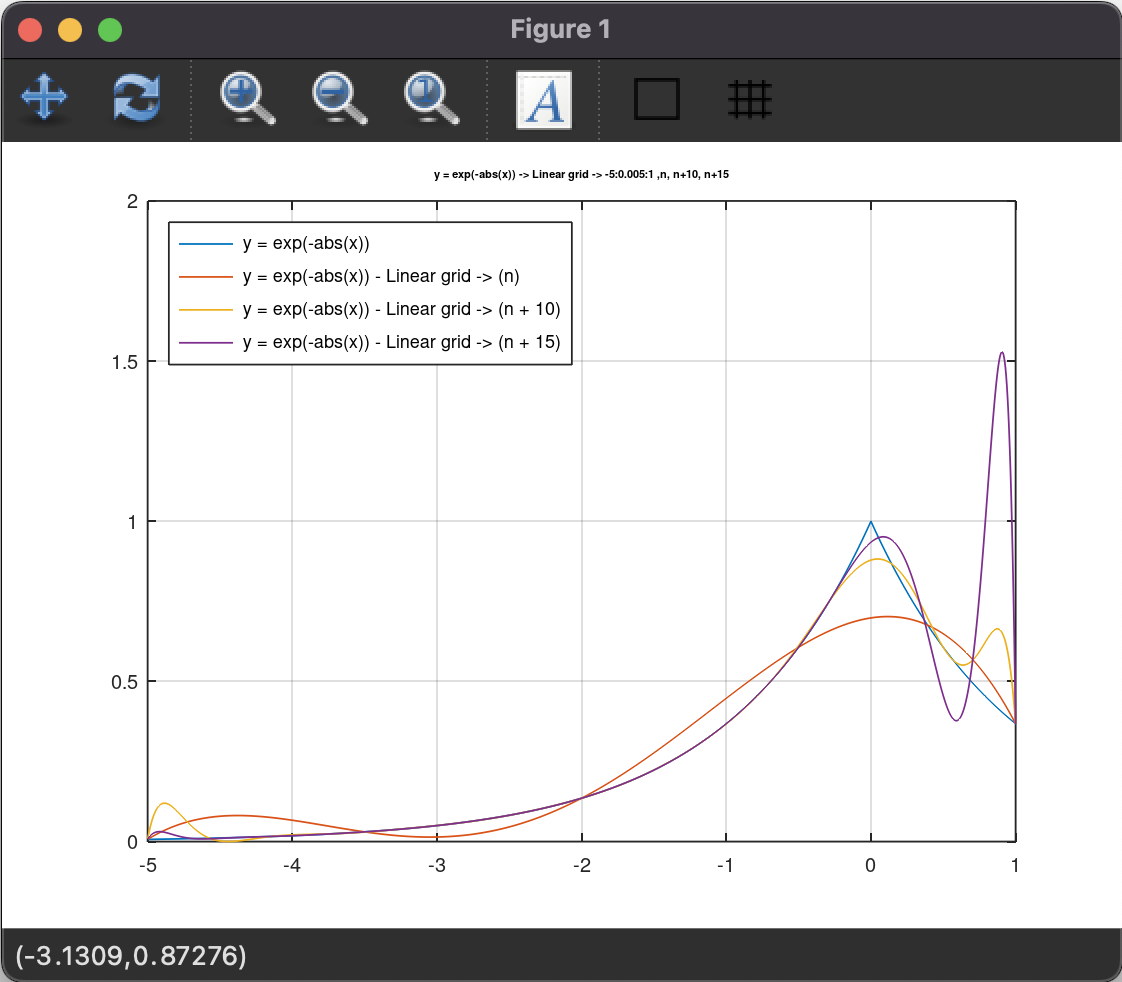 Figure 1
y = exp(-abs(x)) -> Linear grid -> -5:0.005:1 ,n, n+10, n+15
2
y = exp(-abs(x))
y = exp(-abs(x)) - Linear grid -> (n)
y = exp(-abs(x)) - Linear grid -> (n + 10)
y = exp(-abs(x)) - Linear grid -> (n + 15)
1.5
1
0.5
0
-5 -4 -3 -2 -1 0 1
(-3.1309,0.87276)